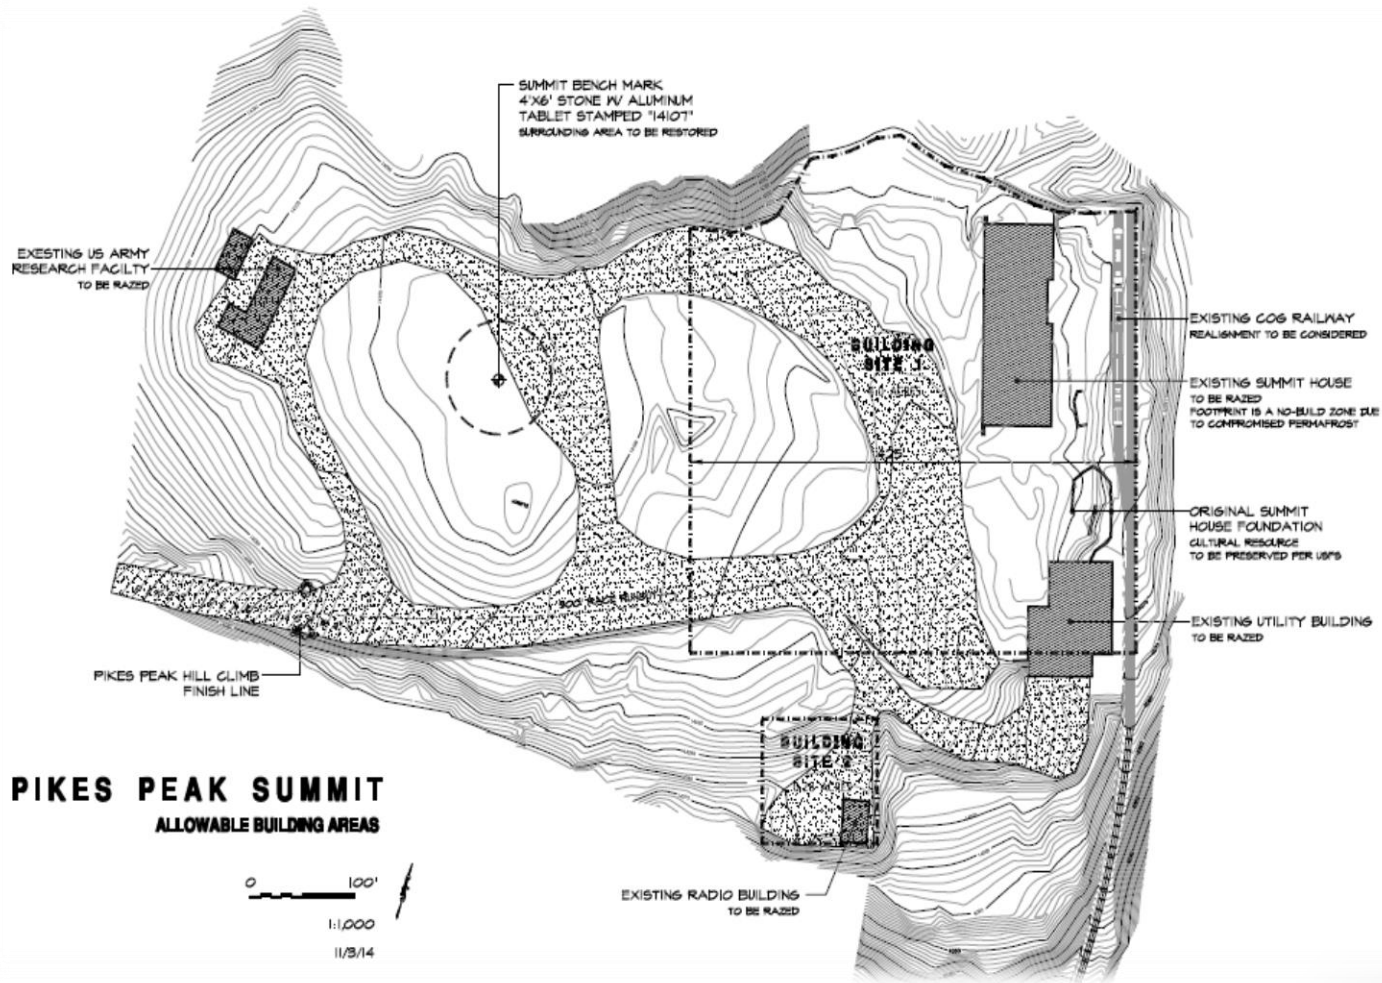 SUMMIT BENCH MARK
4'X6' STONE W/ ALUMINUM
TABLET STAMPED "14107"
SURROUNDING AREA TO BE RESTORED
EXESTING US ARMY
RESEARCH FACILTY
TO BE RAZED
EXISTING COG RAILWAY
REALIGNMENT TO BE CONSIDERED
BUILDING
SITE 1
EXISTING SUMMIT HOUSE
TO BE RAZED
FOOTPRINT IS A NO-BUILD ZONE DUE
TO COMPROMISED PERMAFROST
425'
ORIGINAL SUMMIT
HOUSE FOUNDATION
CULTURAL RESOURCE
TO BE PRESERVED PER USFS
EXISTING UTILITY BUILDING
TO BE RAZED
PIKES PEAK HILL CLIMB
FINISH LINE
BUILDING
SITE 2
PIKES PEAK SUMMIT
ALLOWABLE BUILDING AREAS
0 100'
1:1,000
11/3/14
EXISTING RADIO BUILDING
TO BE RAZED